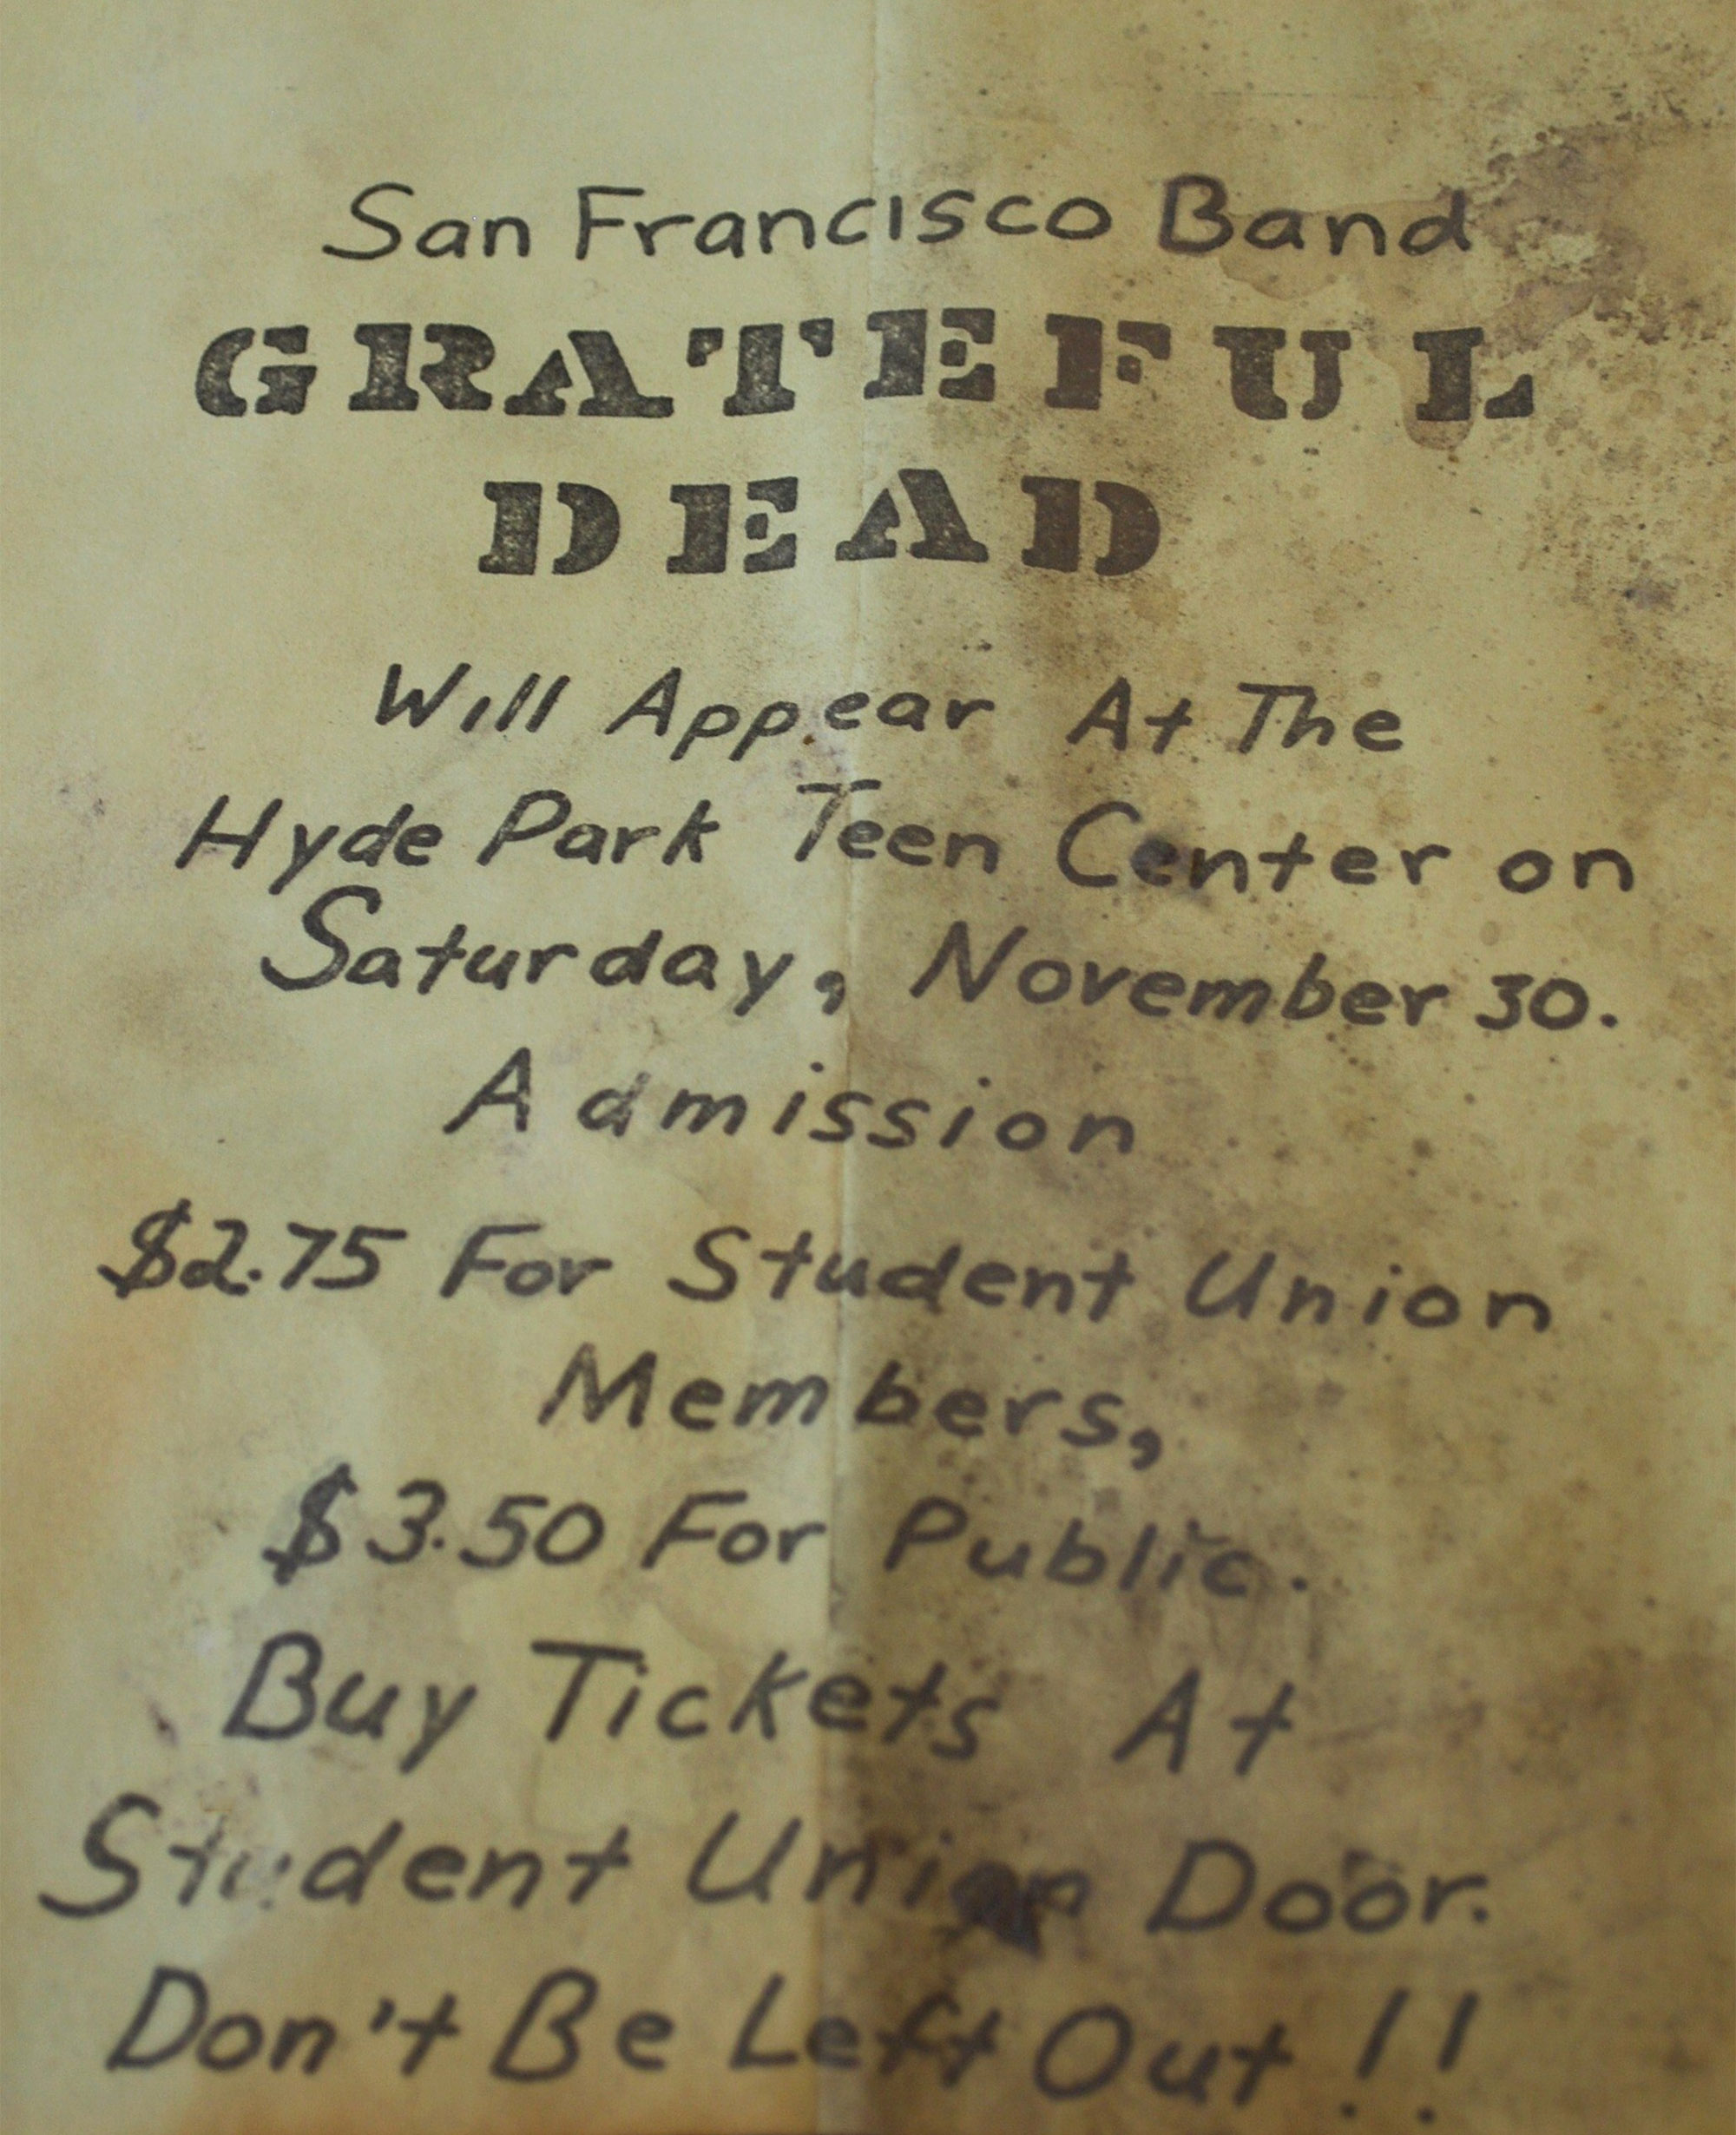 San Francisco Band
GRATEFUL
DEAD
Will Appear At The
Hyde Park Teen Center on
Saturday, November 30.
Admission
$2.75 For Student Union
Members,
$3.50 For Public.
Buy Tickets At
Student Union Door.
Don't Be Left Out!!